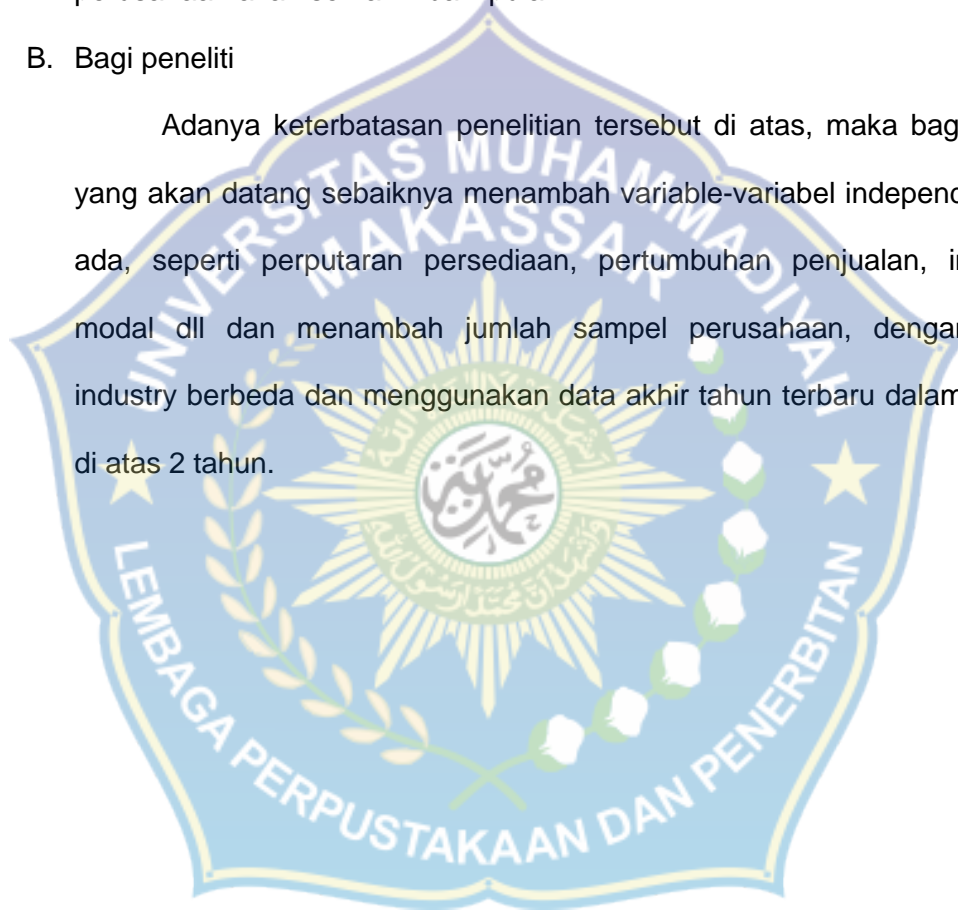 B. Bagi peneliti
Adanya keterbatasan penelitian tersebut di atas, maka bag
yang akan datang sebaiknya menambah variable-variabel independ
ada, seperti perputaran persediaan, pertumbuhan penjualan, in
modal dll dan menambah jumlah sampel perusahaan, dengan
industry berbeda dan menggunakan data akhir tahun terbaru dalam
di atas 2 tahun.
UNIVERSITAS MUHAMMADIYAH
MAKASSAR
LEMBAGA PERPUSTAKAAN DAN PENERBITAN